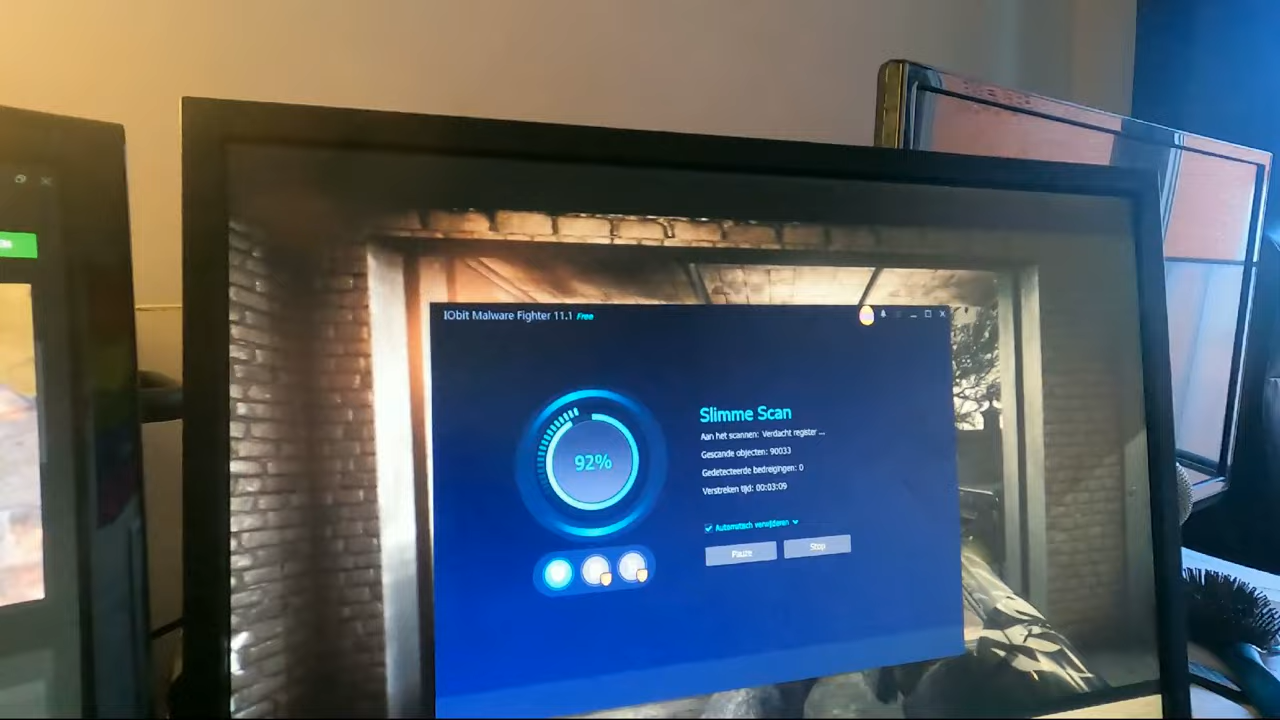 IObit Malware Fighter 11.1 Free
Slimme Scan
Aan het scannen: Verdacht register ...
Gescande objecten: 90033
Gedetecteerde bedreigingen: 0
Verstreken tijd: 00:03:09
92%
Automatisch verwijderen
Pauze
Stop